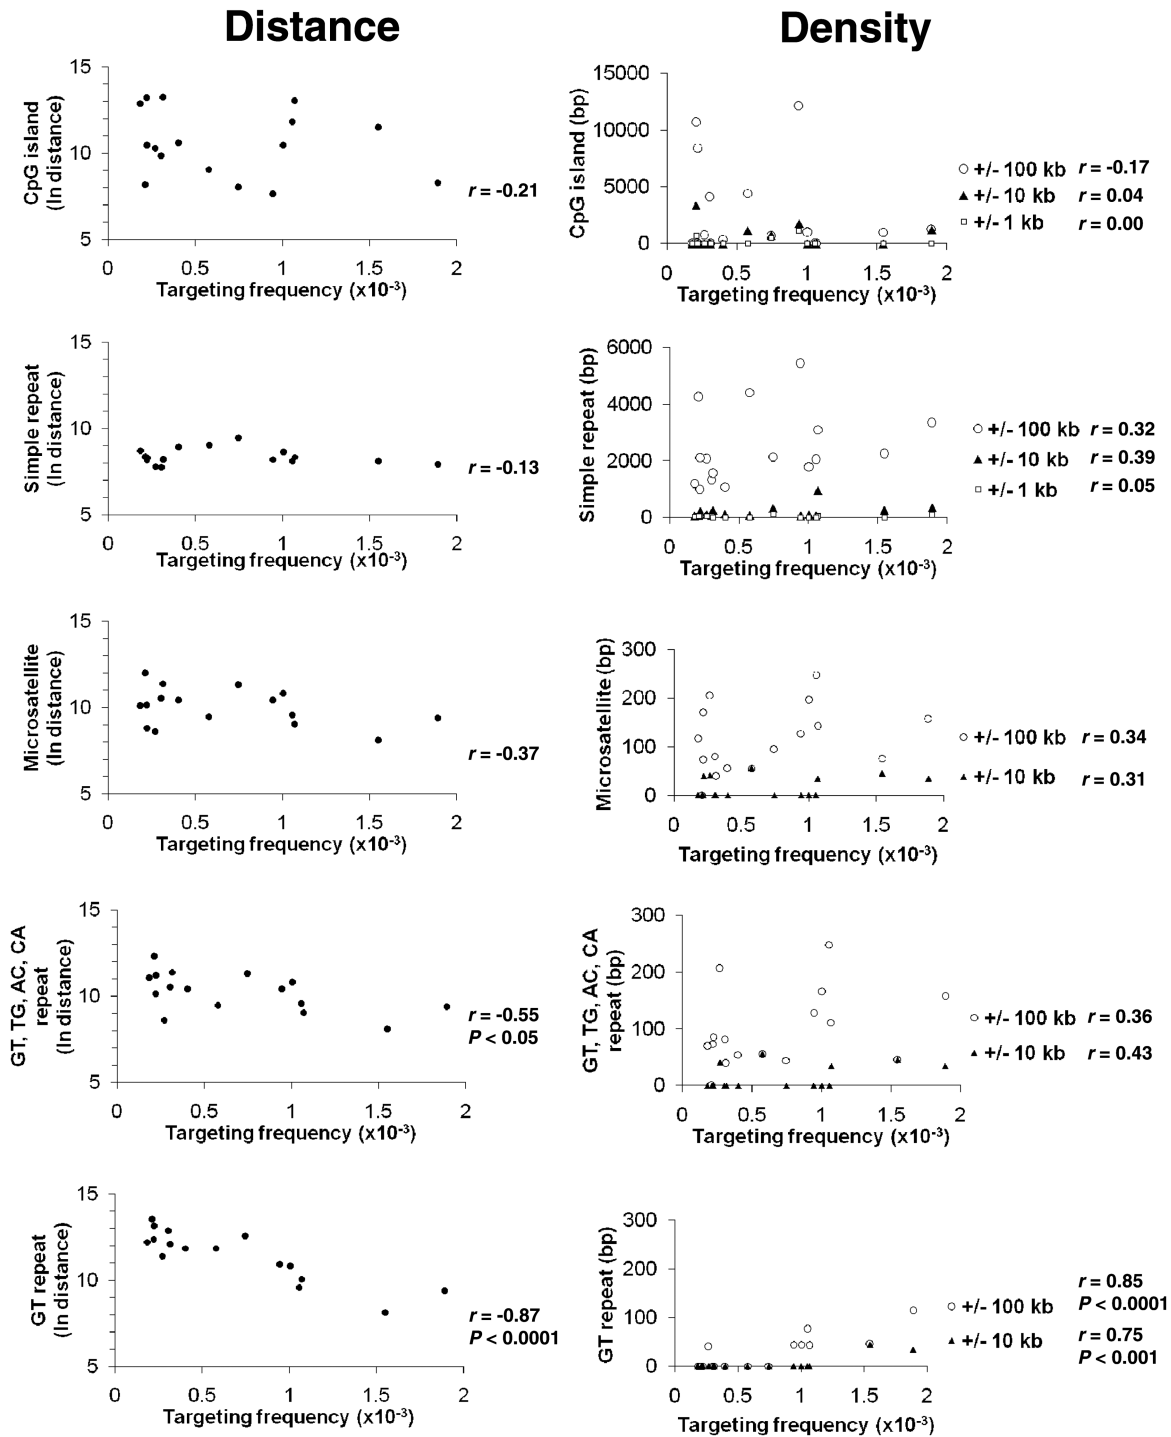 Distance
Density
15
10
5
CpG island
(ln distance)
0 0.5 1 1.5 2
Targeting frequency (x10-3)
r = -0.21
15000
10000
5000
0
CpG island (bp)
0 0.5 1 1.5 2
Targeting frequency (x10-3)
+/- 100 kb r = -0.17
+/- 10 kb r = 0.04
+/- 1 kb r = 0.00
15
10
5
Simple repeat
(ln distance)
0 0.5 1 1.5 2
Targeting frequency (x10-3)
r = -0.13
6000
4000
2000
0
Simple repeat (bp)
0 0.5 1 1.5 2
Targeting frequency (x10-3)
+/- 100 kb r = 0.32
+/- 10 kb r = 0.39
+/- 1 kb r = 0.05
15
10
5
Microsatellite
(ln distance)
0 0.5 1 1.5 2
Targeting frequency (x10-3)
r = -0.37
300
200
100
0
Microsatellite (bp)
0 0.5 1 1.5 2
Targeting frequency (x10-3)
+/- 100 kb r = 0.34
+/- 10 kb r = 0.31
15
10
5
GT, TG, AC, CA
repeat
(ln distance)
0 0.5 1 1.5 2
Targeting frequency (x10-3)
r = -0.55
P < 0.05
300
200
100
0
GT, TG, AC, CA
repeat (bp)
0 0.5 1 1.5 2
Targeting frequency (x10-3)
+/- 100 kb r = 0.36
+/- 10 kb r = 0.43
15
10
5
GT repeat
(ln distance)
0 0.5 1 1.5 2
Targeting frequency (x10-3)
r = -0.87
P < 0.0001
300
200
100
0
GT repeat (bp)
0 0.5 1 1.5 2
Targeting frequency (x10-3)
+/- 100 kb r = 0.85
P < 0.0001
+/- 10 kb r = 0.75
P < 0.001